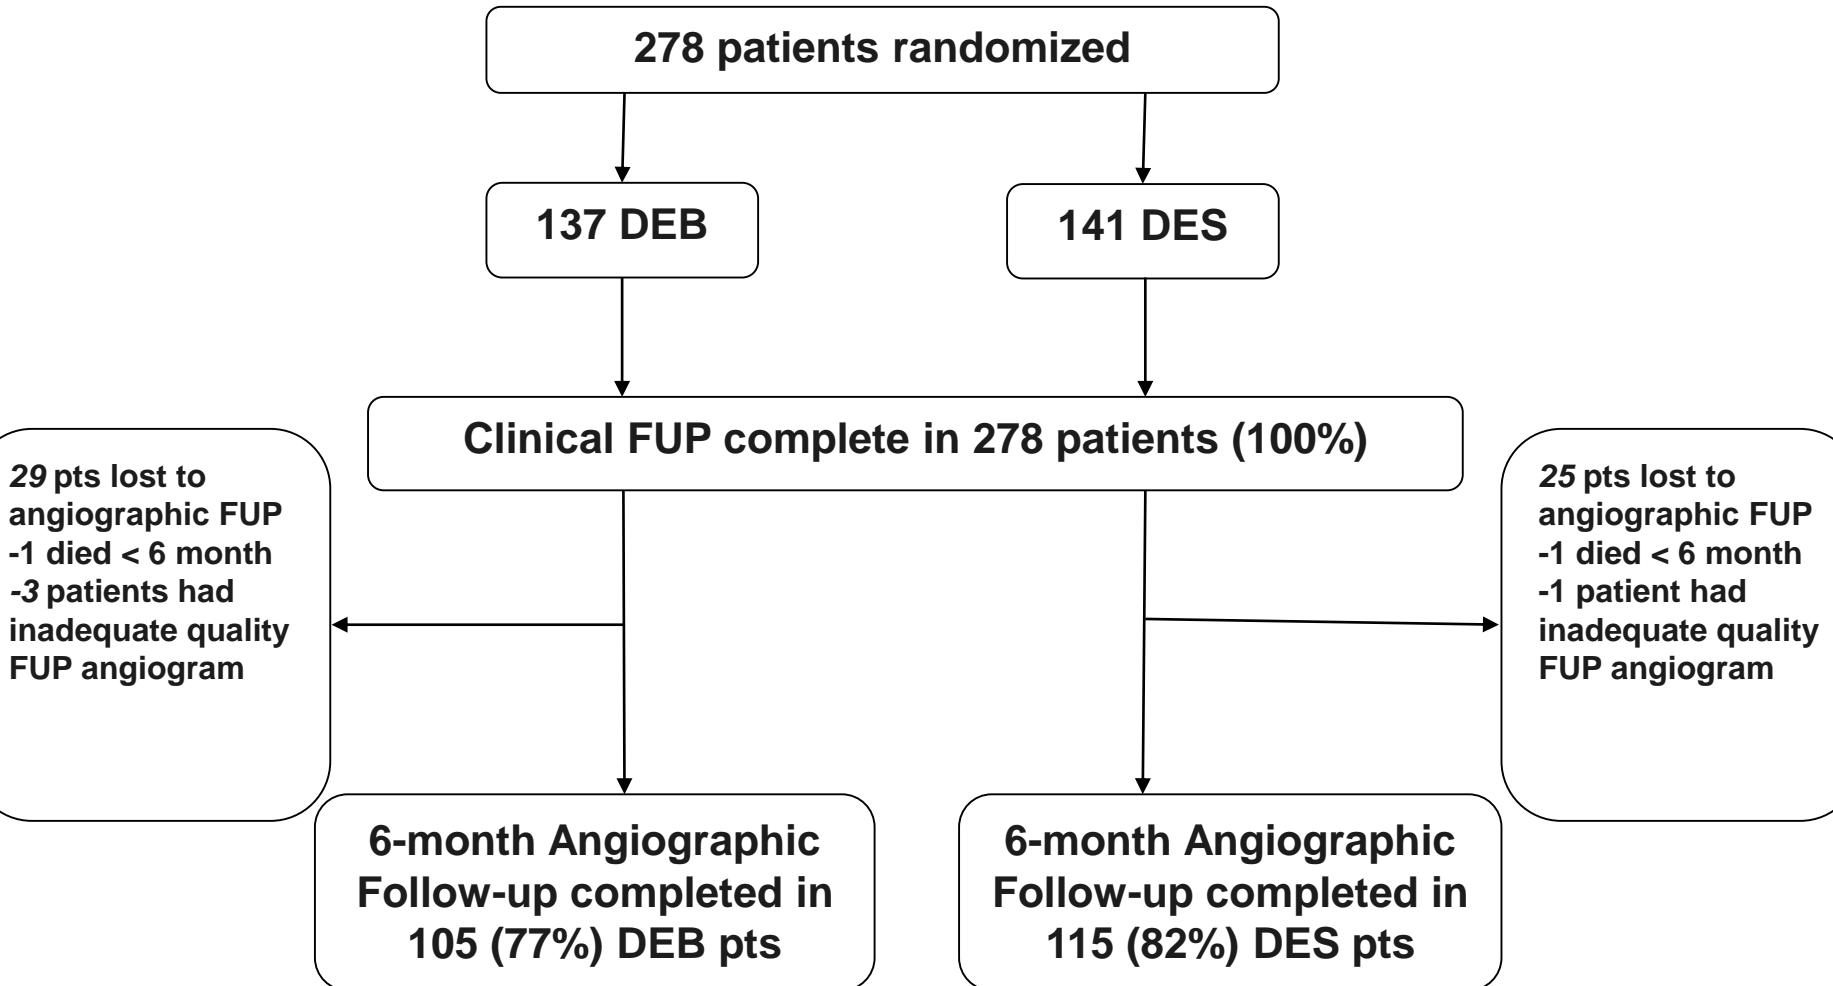 278 patients randomized
137 DEB
141 DES
Clinical FUP complete in 278 patients (100%)
29 pts lost to
angiographic FUP
-1 died < 6 month
-3 patients had
inadequate quality
FUP angiogram
25 pts lost to
angiographic FUP
-1 died < 6 month
-1 patient had
inadequate quality
FUP angiogram
6-month Angiographic
Follow-up completed in
105 (77%) DEB pts
6-month Angiographic
Follow-up completed in
115 (82%) DES pts